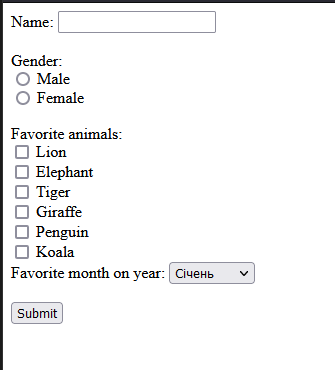 Name:
Gender:
Male
Female
Favorite animals:
Lion
Elephant
Tiger
Giraffe
Penguin
Koala
Favorite month on year: Січень
Submit